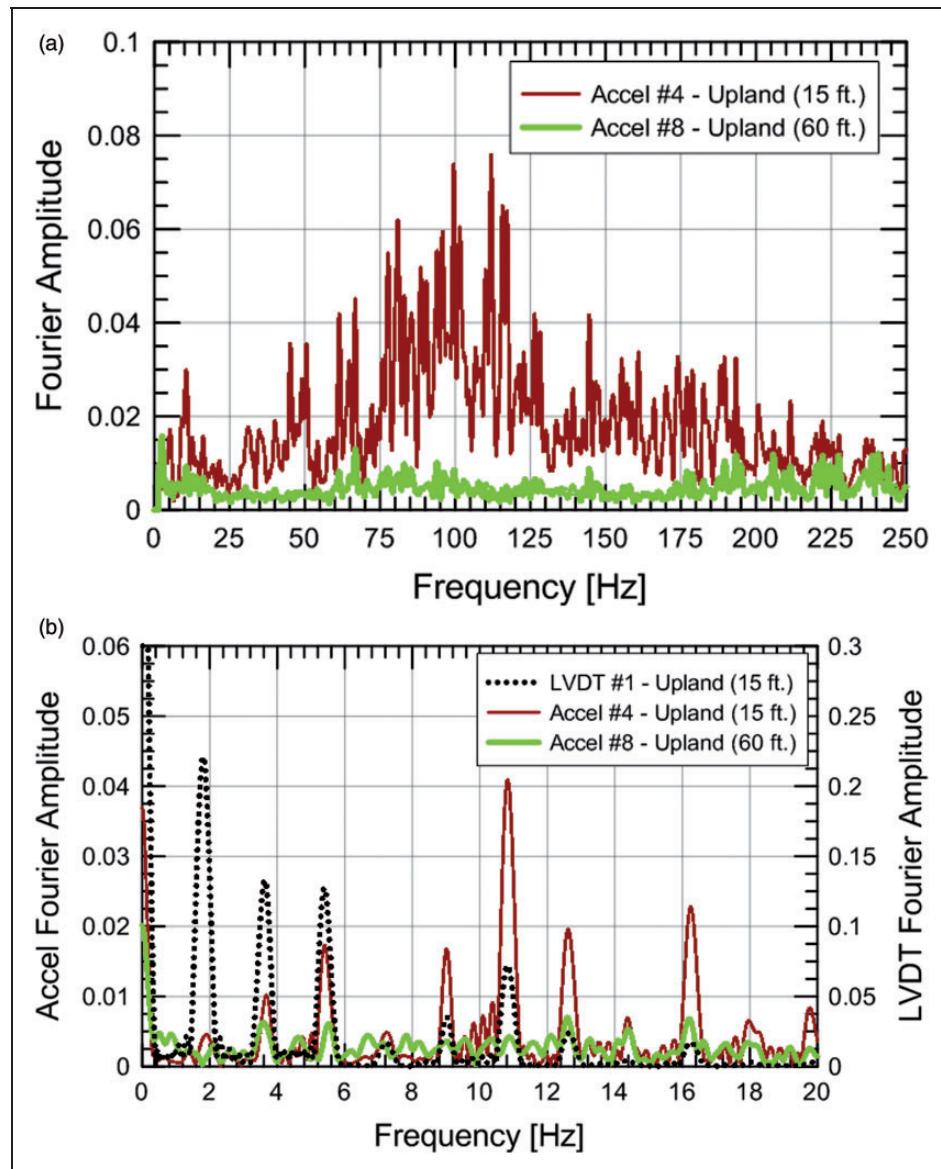 (a)
0.1
0.08
0.06
0.04
0.02
0
Fourier Amplitude
Accel #4 - Upland (15 ft.)
Accel #8 - Upland (60 ft.)
0 25 50 75 100 125 150 175 200 225 250
Frequency [Hz]
(b)
0.06
0.05
0.04
0.03
0.02
0.01
0
Accel Fourier Amplitude
LVDT #1 - Upland (15 ft.)
Accel #4 - Upland (15 ft.)
Accel #8 - Upland (60 ft.)
0.3
0.25
0.2
0.15
0.1
0.05
0
LVDT Fourier Amplitude
0 2 4 6 8 10 12 14 16 18 20
Frequency [Hz]